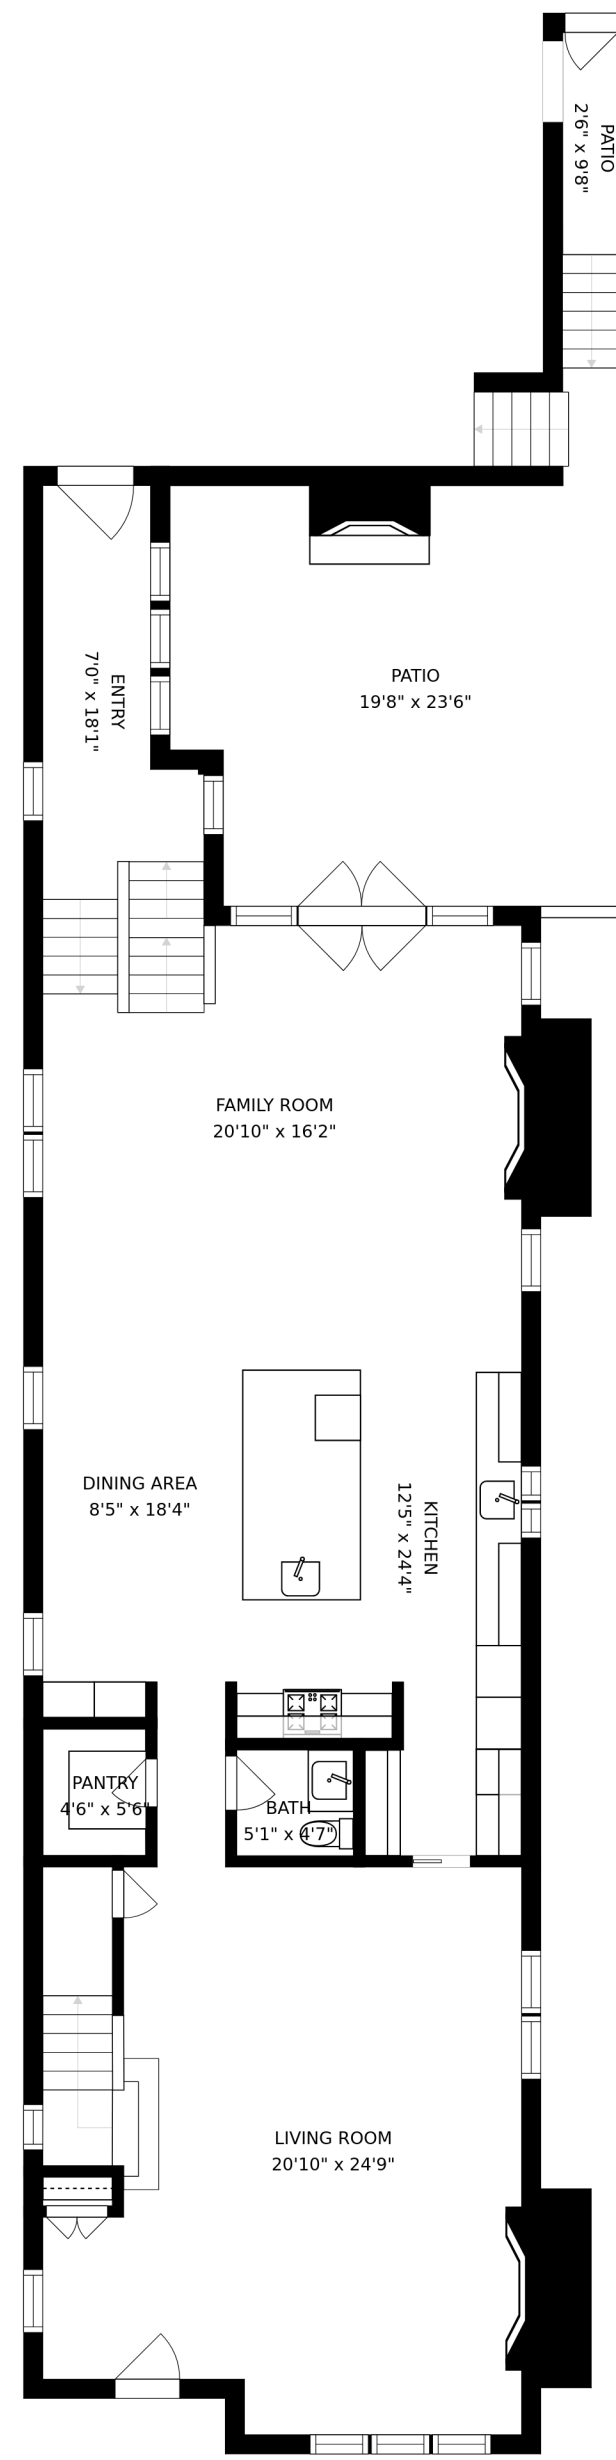 PATIO
2'6" x 9'8"
PATIO
19'8" x 23'6"
ENTRY
7'0" x 18'1"
FAMILY ROOM
20'10" x 16'2"
DINING AREA
8'5" x 18'4"
KITCHEN
12'5" x 24'4"
PANTRY
4'6" x 5'6"
BATH
5'1" x 4'7"
LIVING ROOM
20'10" x 24'9"